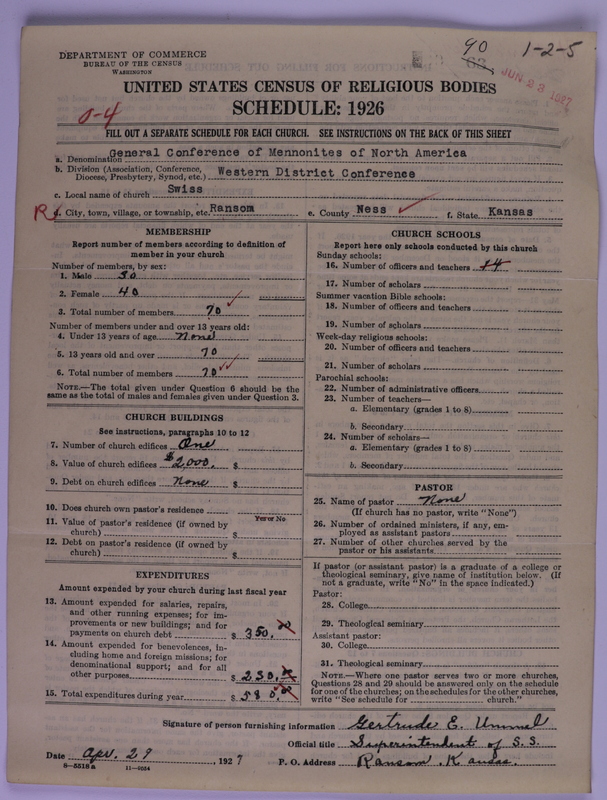 90 1-2-5
DEPARTMENT OF COMMERCE
BUREAU OF THE CENSUS
WASHINGTON
63
JUN 23 1927
UNITED STATES CENSUS OF RELIGIOUS BODIES
0-4
SCHEDULE: 1926
FILL OUT A SEPARATE SCHEDULE FOR EACH CHURCH. SEE INSTRUCTIONS ON THE BACK OF THIS SHEET
a. Denomination General Conference of Mennonites of North America
b. Division (Association, Conference, Diocese, Presbytery, Synod, etc.) Western District Conference
c. Local name of church Swiss
R d. City, town, village, or township, etc. Ransom e. County Ness f. State Kansas
MEMBERSHIP
Report number of members according to definition of
member in your church
Number of members, by sex:
1. Male 30
2. Female 40
3. Total number of members 70
Number of members under and over 13 years old:
4. Under 13 years of age None
5. 13 years old and over 70
6. Total number of members 70
NOTE.—The total given under Question 6 should be the
same as the total of males and females given under Question 3.
CHURCH BUILDINGS
See instructions, paragraphs 10 to 12
7. Number of church edifices One
8. Value of church edifices $2,000. $
9. Debt on church edifices None $
10. Does church own pastor's residence
Yes or No
11. Value of pastor's residence (if owned by
church) $
12. Debt on pastor's residence (if owned by
church) $
EXPENDITURES
Amount expended by your church during last fiscal year
13. Amount expended for salaries, repairs,
and other running expenses; for im-
provements or new buildings; and for
payments on church debt $ 350.00
14. Amount expended for benevolences, in-
cluding home and foreign missions; for
denominational support; and for all
other purposes $ 230.00
15. Total expenditures during year $ 580.00
CHURCH SCHOOLS
Report here only schools conducted by this church
Sunday schools:
16. Number of officers and teachers 14
17. Number of scholars
Summer vacation Bible schools:
18. Number of officers and teachers
19. Number of scholars
Week-day religious schools:
20. Number of officers and teachers
21. Number of scholars
Parochial schools:
22. Number of administrative officers
23. Number of teachers—
a. Elementary (grades 1 to 8)
b. Secondary
24. Number of scholars—
a. Elementary (grades 1 to 8)
b. Secondary
PASTOR
25. Name of pastor None
(If church has no pastor, write "None")
26. Number of ordained ministers, if any, em-
ployed as assistant pastors
27. Number of other churches served by the
pastor or his assistants
If pastor (or assistant pastor) is a graduate of a college or
theological seminary, give name of institution below. (If
not a graduate, write "No" in the space indicated.)
Pastor:
28. College
29. Theological seminary
Assistant pastor:
30. College
31. Theological seminary
NOTE.—Where one pastor serves two or more churches,
Questions 28 and 29 should be answered only on the schedule
for one of the churches; on the schedules for the other churches,
write "See schedule for church."
Signature of person furnishing information Gertrude E. Ummel
Official title Superintendent of S.S.
Date Apr. 29, 1927 P. O. Address Ransom, Kansas.
8—5518a 11—9034